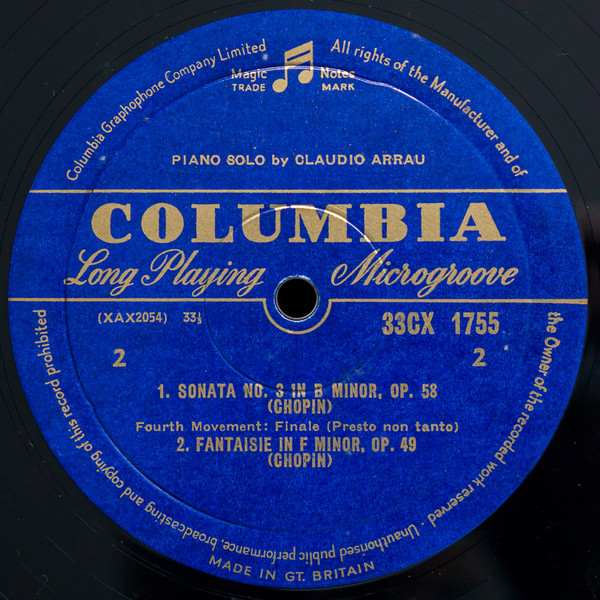 Columbia Graphophone Company Limited
All rights of the Manufacturer and of
the Owner of the recorded work reserved · Unauthorised public performance, broadcasting and copying of this record prohibited
Magic Notes
TRADE MARK
PIANO SOLO by CLAUDIO ARRAU
COLUMBIA
Long Playing Microgroove
(XAX2054) 33⅓
33CX 1755
2 2
1. SONATA NO. 3 IN B MINOR, OP. 58
(CHOPIN)
Fourth Movement: Finale (Presto non tanto)
2. FANTAISIE IN F MINOR, OP. 49
(CHOPIN)
MADE IN GT. BRITAIN